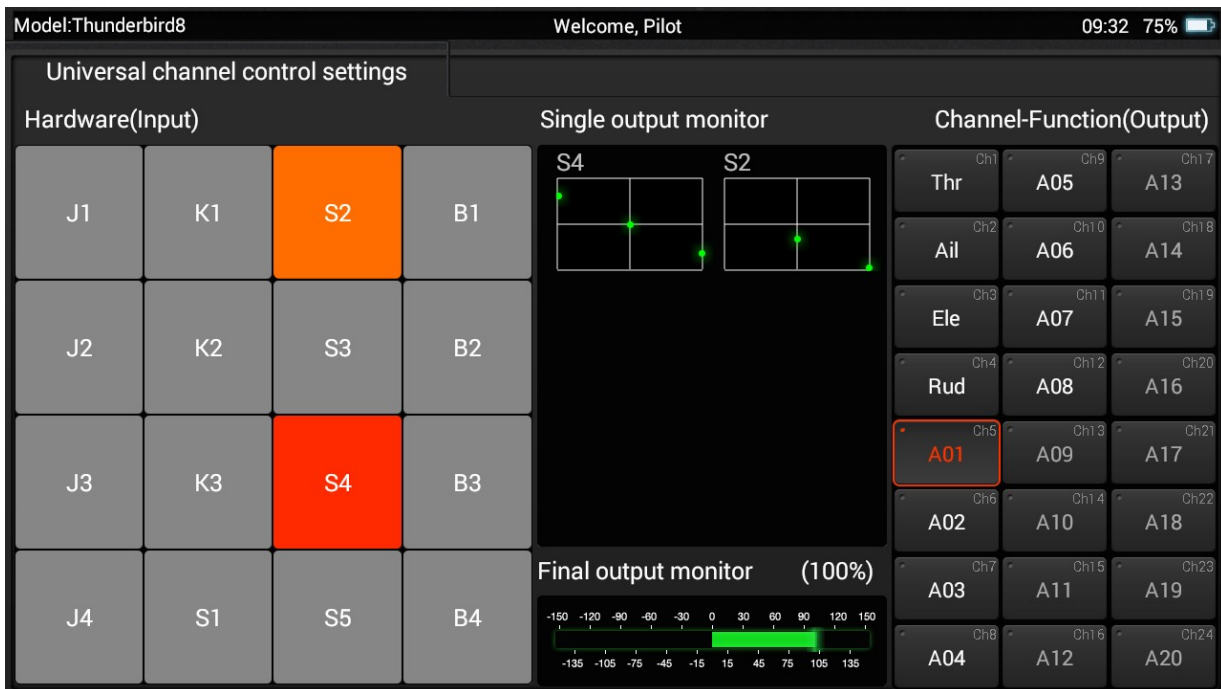 Model:Thunderbird8 Welcome, Pilot 09:32 75%
Universal channel control settings
Hardware(Input) Single output monitor Channel-Function(Output)
J1 K1 S2 B1
J2 K2 S3 B2
J3 K3 S4 B3
J4 S1 S5 B4
S4 S2
Final output monitor (100%)
-150 -120 -90 -60 -30 0 30 60 90 120 150
-135 -105 -75 -45 -15 15 45 75 105 135
Ch1 Ch9 Ch17
Thr A05 A13
Ch2 Ch10 Ch18
Ail A06 A14
Ch3 Ch11 Ch19
Ele A07 A15
Ch4 Ch12 Ch20
Rud A08 A16
Ch5 Ch13 Ch21
A01 A09 A17
Ch6 Ch14 Ch22
A02 A10 A18
Ch7 Ch15 Ch23
A03 A11 A19
Ch8 Ch16 Ch24
A04 A12 A20